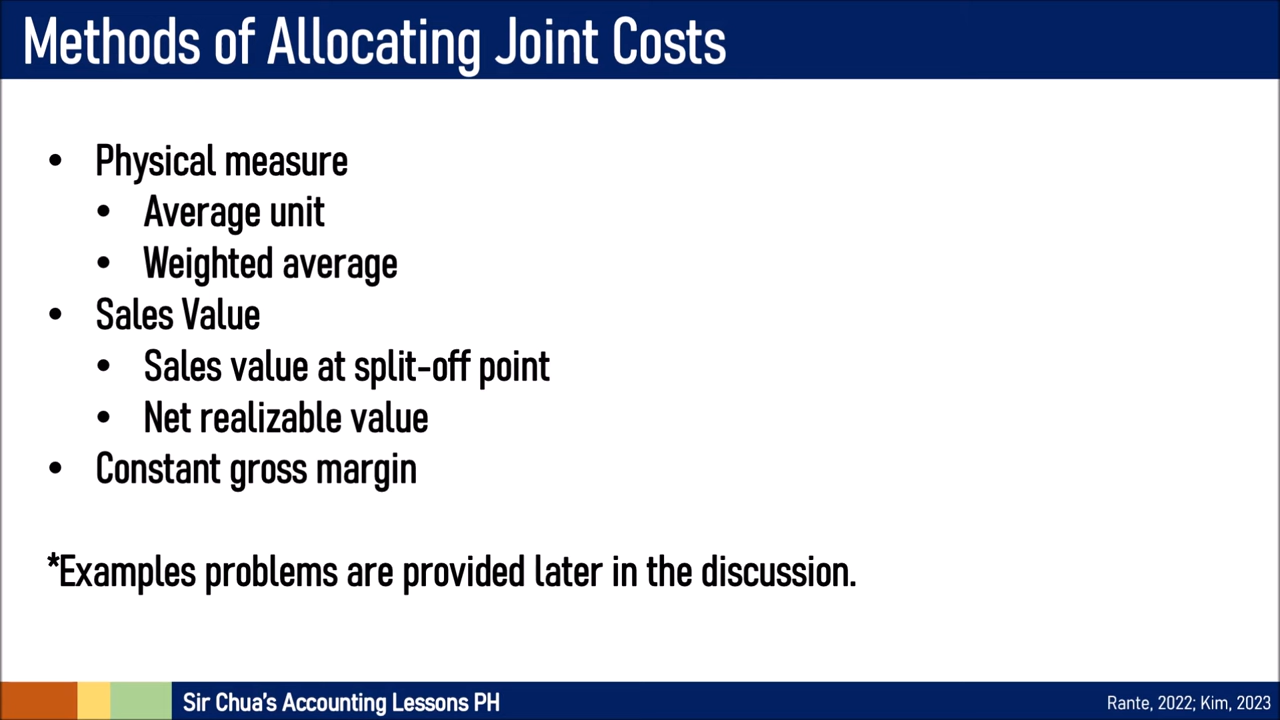 Methods of Allocating Joint Costs
• Physical measure
• Average unit
• Weighted average
• Sales Value
• Sales value at split-off point
• Net realizable value
• Constant gross margin
*Examples problems are provided later in the discussion.
Sir Chua's Accounting Lessons PH
Rante, 2022; Kim, 2023